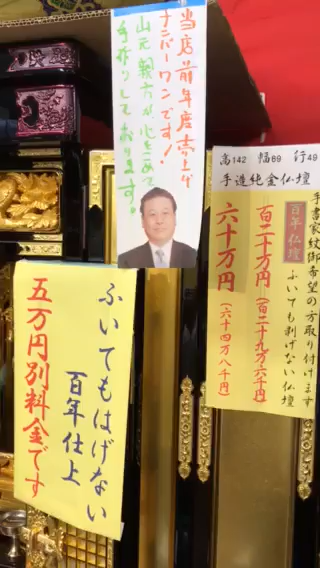 当店前年度売上げ
ナンバーワンです!
山元親方が心をこめて
手作りしております。
高142 幅69 行49
手造純金仏壇
手書家紋御希望の方取り付けます
百年仏壇
ふいても剥げない仏壇
百二十万円(百二十九万六千円)
六十万円(六十四万八千円)
ふいてもはげない
百年仕上
五万円別料金です